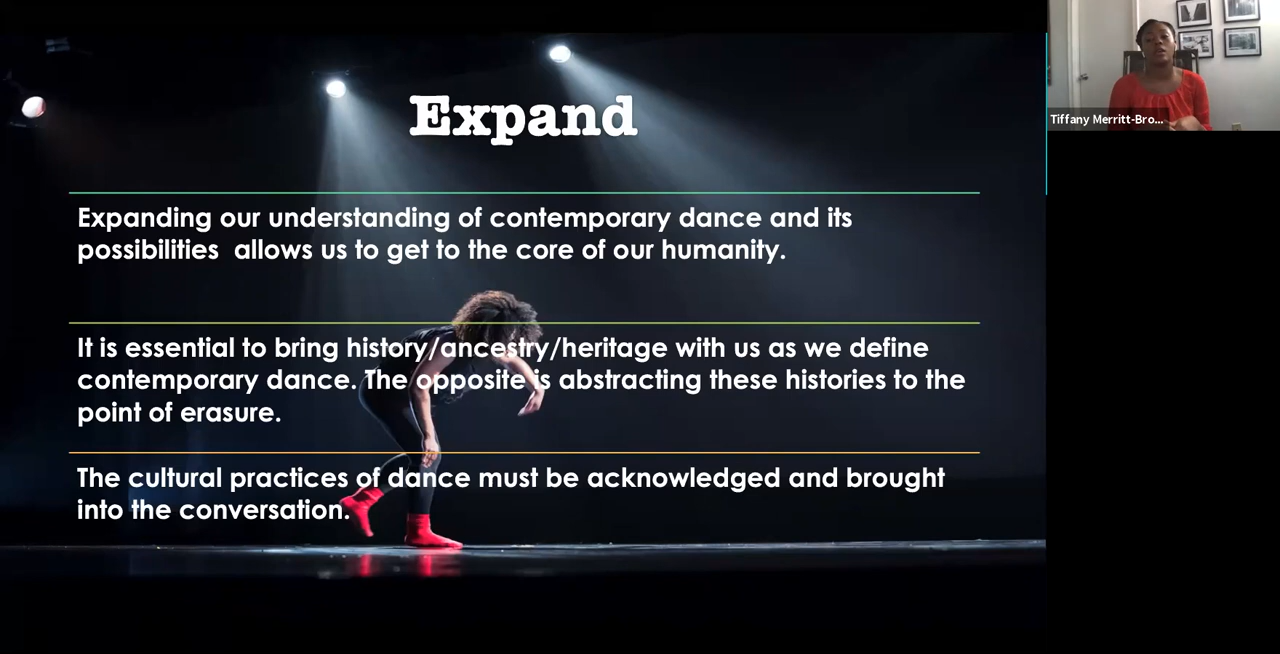 Expand
Expanding our understanding of contemporary dance and its
possibilities  allows us to get to the core of our humanity.
It is essential to bring history/ancestry/heritage with us as we define
contemporary dance. The opposite is abstracting these histories to the
point of erasure.
The cultural practices of dance must be acknowledged and brought
into the conversation.
Tiffany Merritt-Bro...